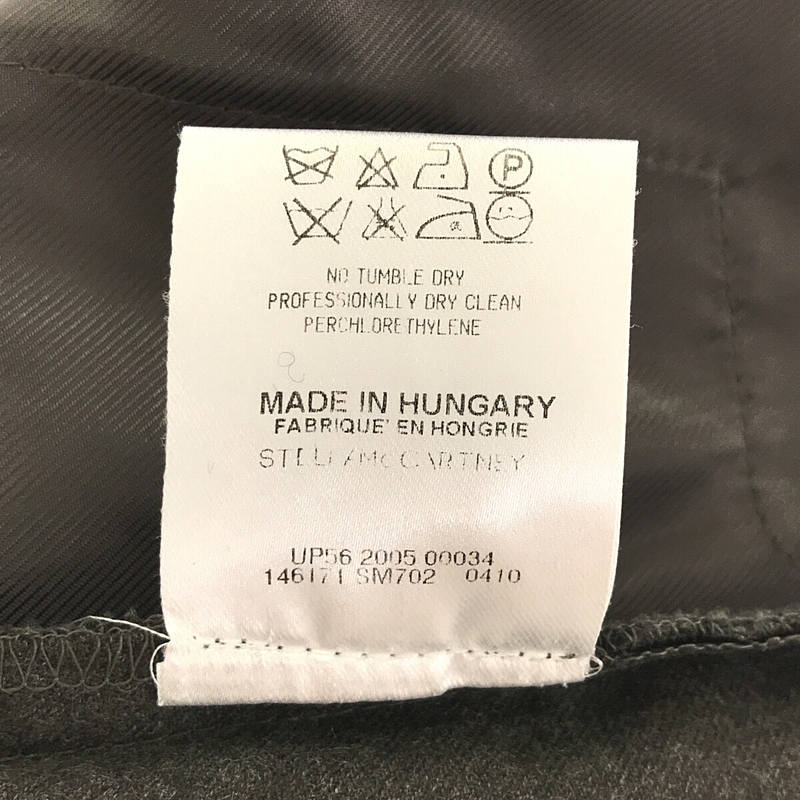 P
NO TUMBLE DRY
PROFESSIONALLY DRY CLEAN
PERCHLORETHYLENE
MADE IN HUNGARY
FABRIQUE' EN HONGRIE
STELLA McCARTNEY
UP56 2005 00034
146171 SM702 0410